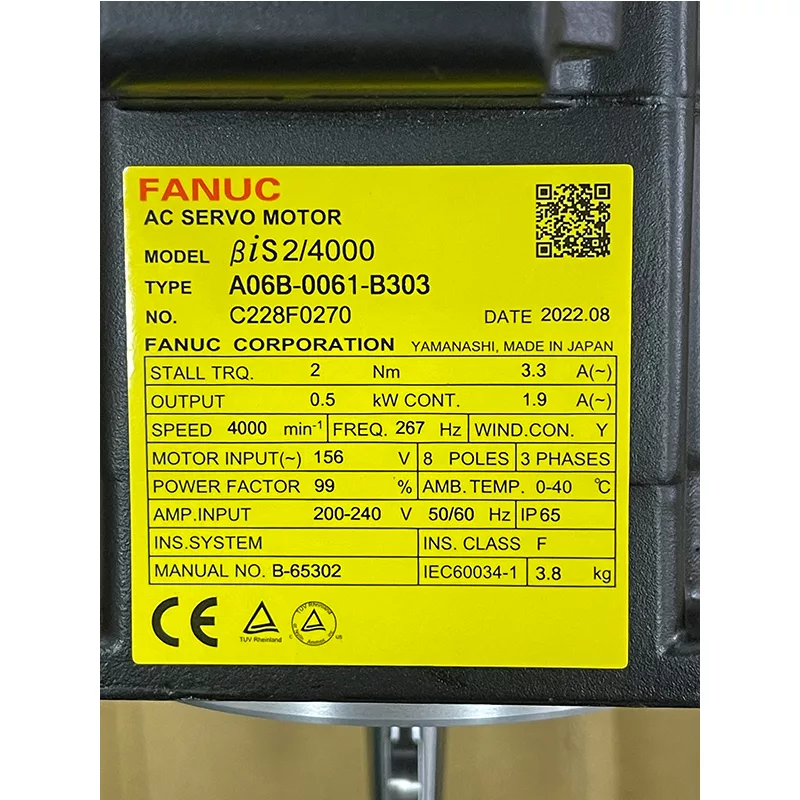 FANUC
AC SERVO MOTOR
MODEL βiS2/4000
TYPE A06B-0061-B303
NO. C228F0270 DATE 2022.08
FANUC CORPORATION YAMANASHI, MADE IN JAPAN
STALL TRQ. 2 Nm 3.3 A(~)
OUTPUT 0.5 kW CONT. 1.9 A(~)
SPEED 4000 min⁻¹ FREQ. 267 Hz WIND.CON. Y
MOTOR INPUT(~) 156 V 8 POLES 3 PHASES
POWER FACTOR 99 % AMB.TEMP. 0-40 ℃
AMP.INPUT 200-240 V 50/60 Hz IP65
INS.SYSTEM INS. CLASS F
MANUAL NO. B-65302 IEC60034-1 3.8 kg
CE TUV Rheinland C TUV Rheinland US